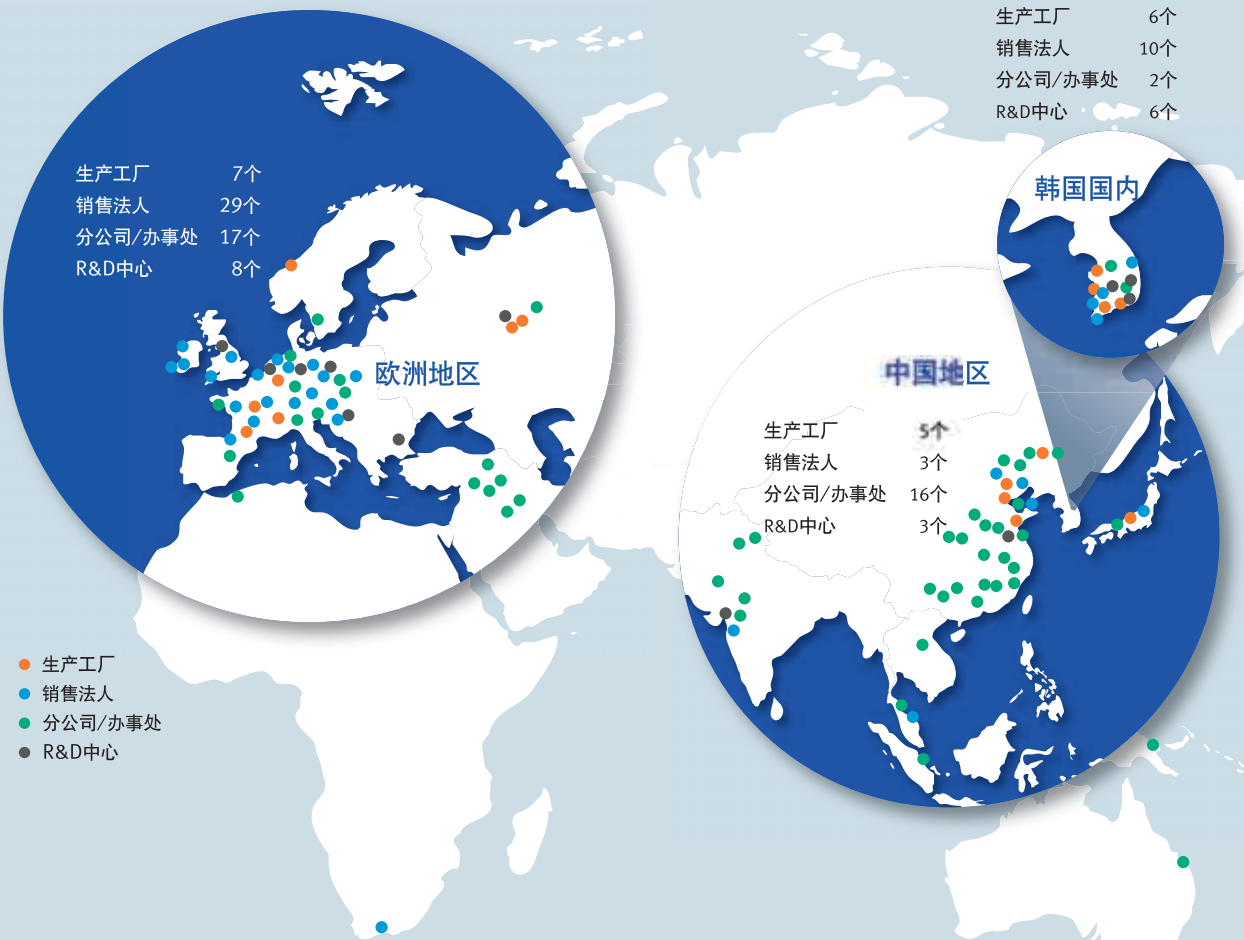 生产工厂 6个
销售法人 10个
分公司/办事处 2个
R&D中心 6个
韩国国内
生产工厂 7个
销售法人 29个
分公司/办事处 17个
R&D中心 8个
欧洲地区
中国地区
生产工厂 5个
销售法人 3个
分公司/办事处 16个
R&D中心 3个
生产工厂
销售法人
分公司/办事处
R&D中心